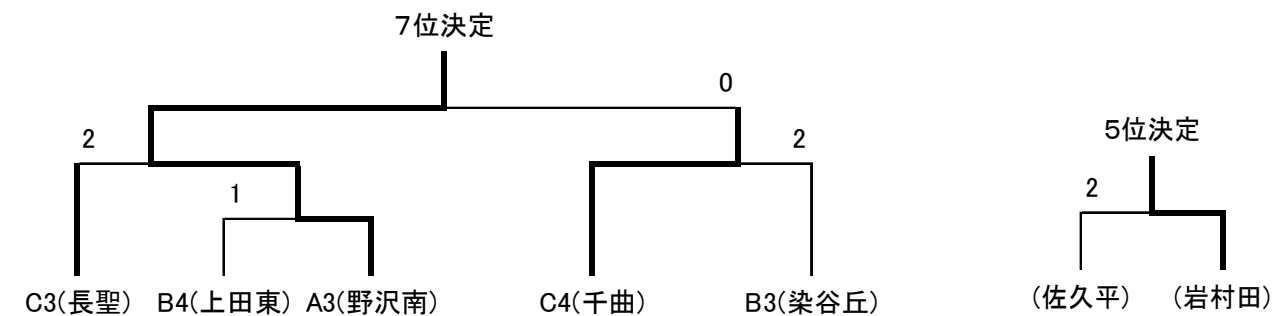 7位決定
0
2
2
5位決定
1
2
C3(長聖)
B4(上田東)
A3(野沢南)
C4(千曲)
B3(染谷丘)
(佐久平)
(岩村田)